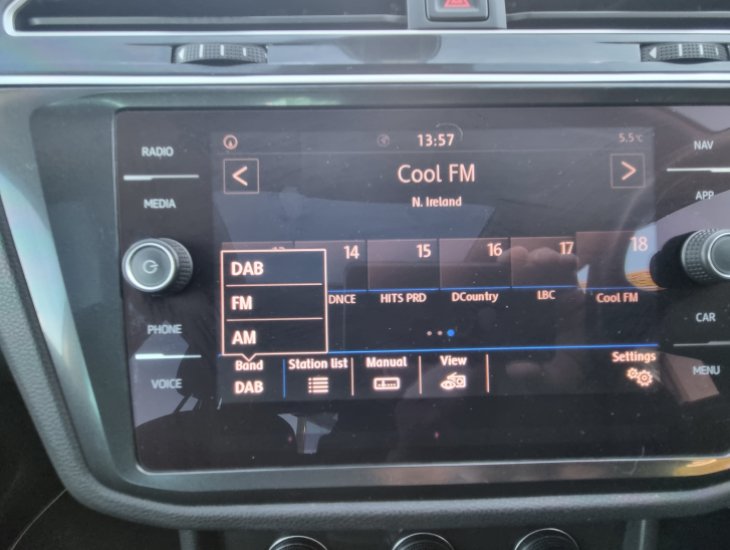 RADIO
MEDIA
PHONE
VOICE
13:57
5.5°C
<
Cool FM
>
N. Ireland
14
15
16
17
18
DNCE
HITS PRD
DCountry
LBC
Cool FM
DAB
FM
AM
Band
DAB
Station list
Manual
View
Settings
NAV
APP
CAR
MENU